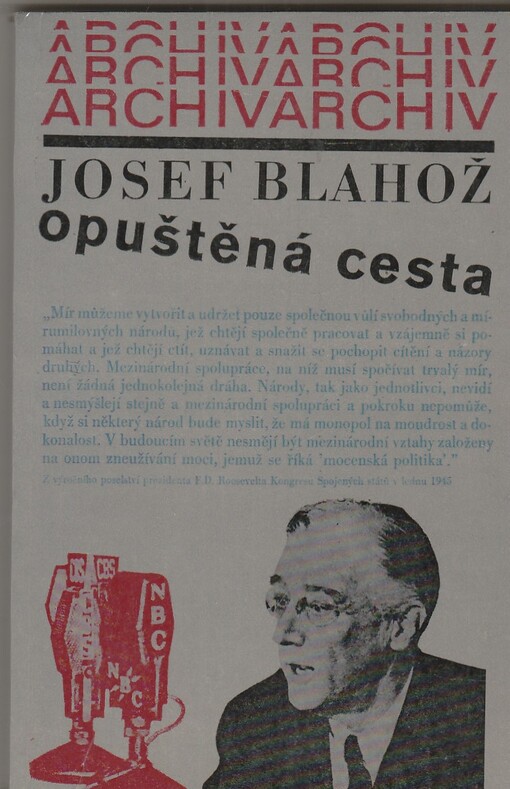 ARCHIVARCHIV
ARCHIVARCHIV
ARCHIVARCHIV
JOSEF BLAHOŽ
opuštěná cesta
„Mír můžeme vytvořit a udržet pouze společnou vůlí svobodných a mí-
rumilovných národů, jež chtějí společně pracovat a vzájemně si po-
máhat a jež chtějí ctít, uznávat a snažit se pochopit cítění a názory
druhých. Mezinárodní spolupráce, na níž musí spočívat trvalý mír,
není žádná jednokolejná dráha. Národy, tak jako jednotlivci, nevidí
a nesmýšlejí stejně a mezinárodní spolupráci a pokroku nepomůže,
když si některý národ bude myslit, že má monopol na moudrost a do-
konalost. V budoucím světě nesmějí být mezinárodní vztahy založeny
na onom zneužívání moci, jemuž se říká 'mocenská politika'."
Z výročního poselství prezidenta F.D. Roosevelta Kongresu Spojených států v lednu 1945
CBS
NBC
NBC